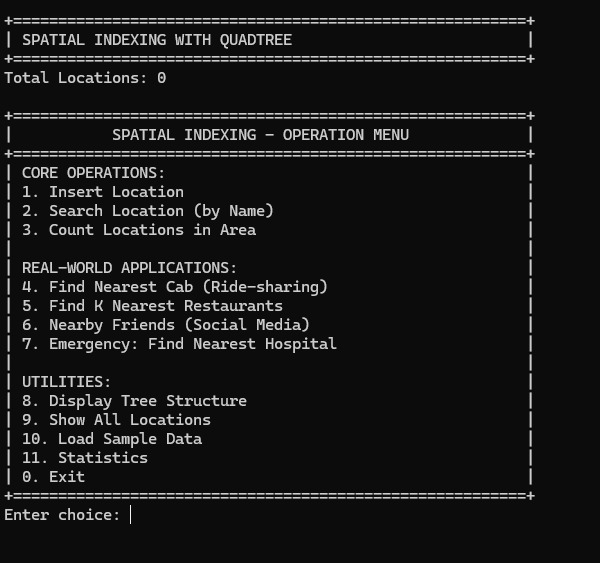 +=========================================================+
| SPATIAL INDEXING WITH QUADTREE                          |
+=========================================================+
Total Locations: 0
+=========================================================+
|           SPATIAL INDEXING - OPERATION MENU             |
+=========================================================+
| CORE OPERATIONS:                                        |
| 1. Insert Location                                      |
| 2. Search Location (by Name)                            |
| 3. Count Locations in Area                              |
|                                                         |
| REAL-WORLD APPLICATIONS:                                |
| 4. Find Nearest Cab (Ride-sharing)                      |
| 5. Find K Nearest Restaurants                           |
| 6. Nearby Friends (Social Media)                        |
| 7. Emergency: Find Nearest Hospital                     |
|                                                         |
| UTILITIES:                                              |
| 8. Display Tree Structure                               |
| 9. Show All Locations                                   |
| 10. Load Sample Data                                    |
| 11. Statistics                                          |
| 0. Exit                                                 |
+=========================================================+
Enter choice: